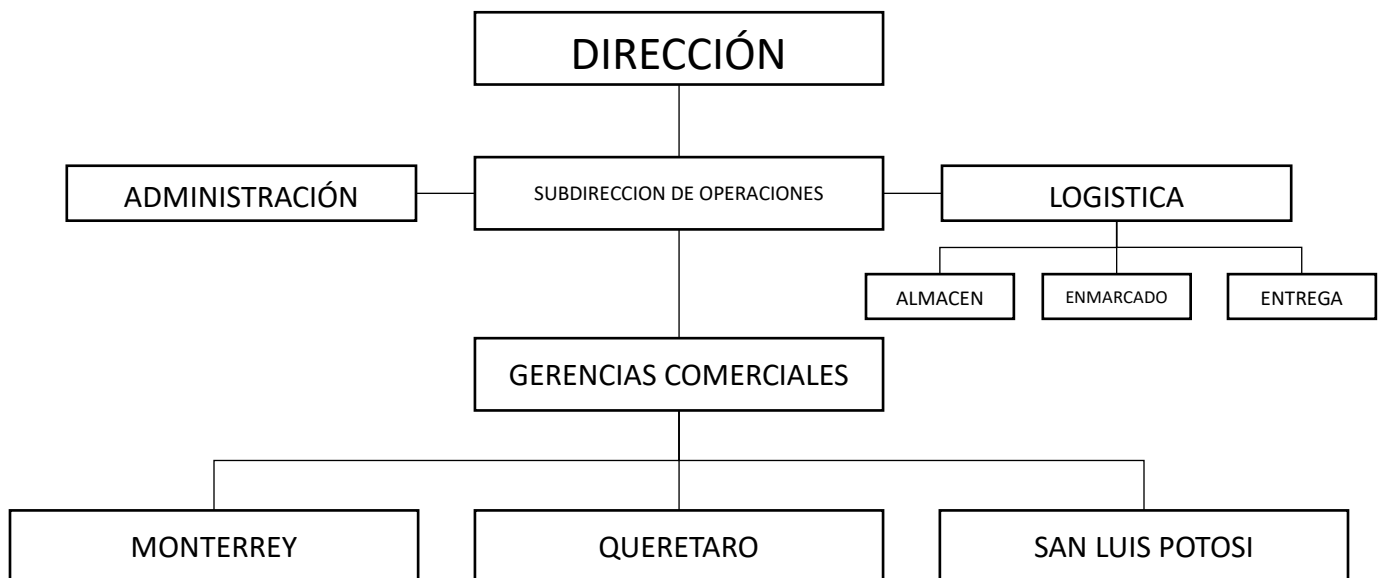 DIRECCIÓN
ADMINISTRACIÓN
SUBDIRECCION DE OPERACIONES
LOGISTICA
ALMACEN
ENMARCADO
ENTREGA
GERENCIAS COMERCIALES
MONTERREY
QUERETARO
SAN LUIS POTOSI